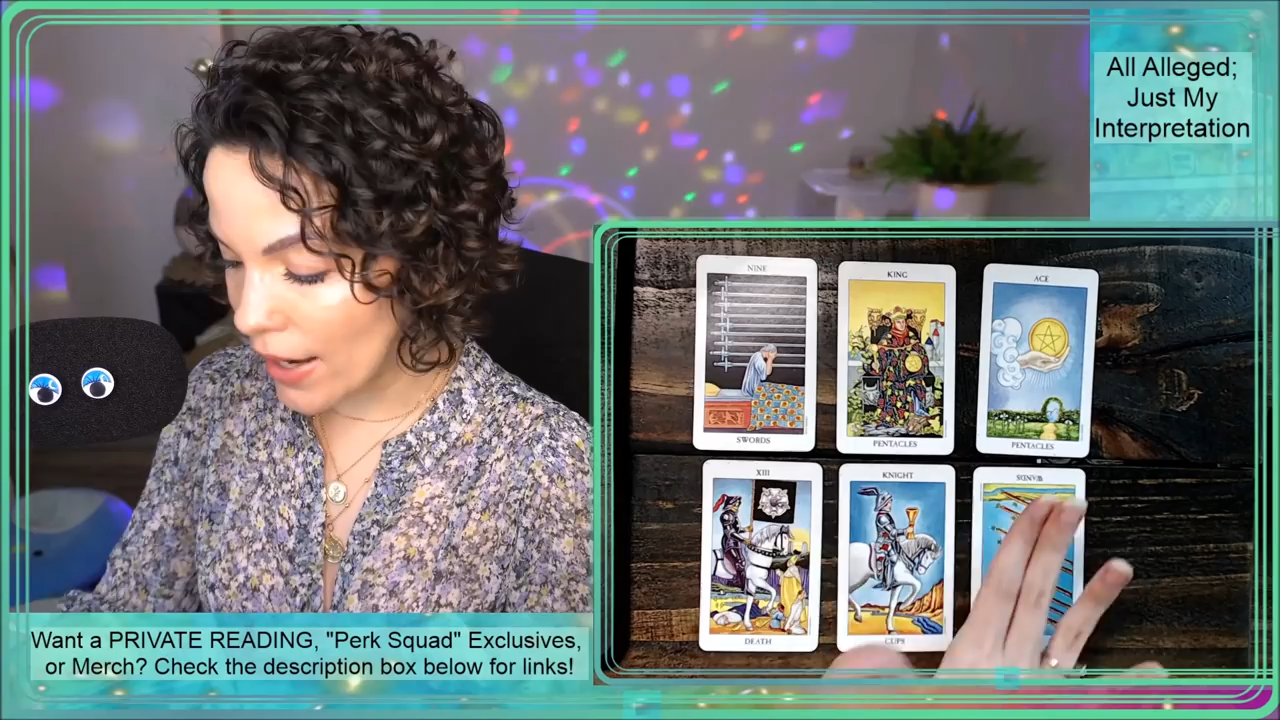 All Alleged;
Just My
Interpretation
NINE
KING
ACE
SWORDS
PENTACLES
PENTACLES
XIII
KNIGHT
WANDS
DEATH
CUPS
Want a PRIVATE READING, "Perk Squad" Exclusives,
or Merch? Check the description box below for links!